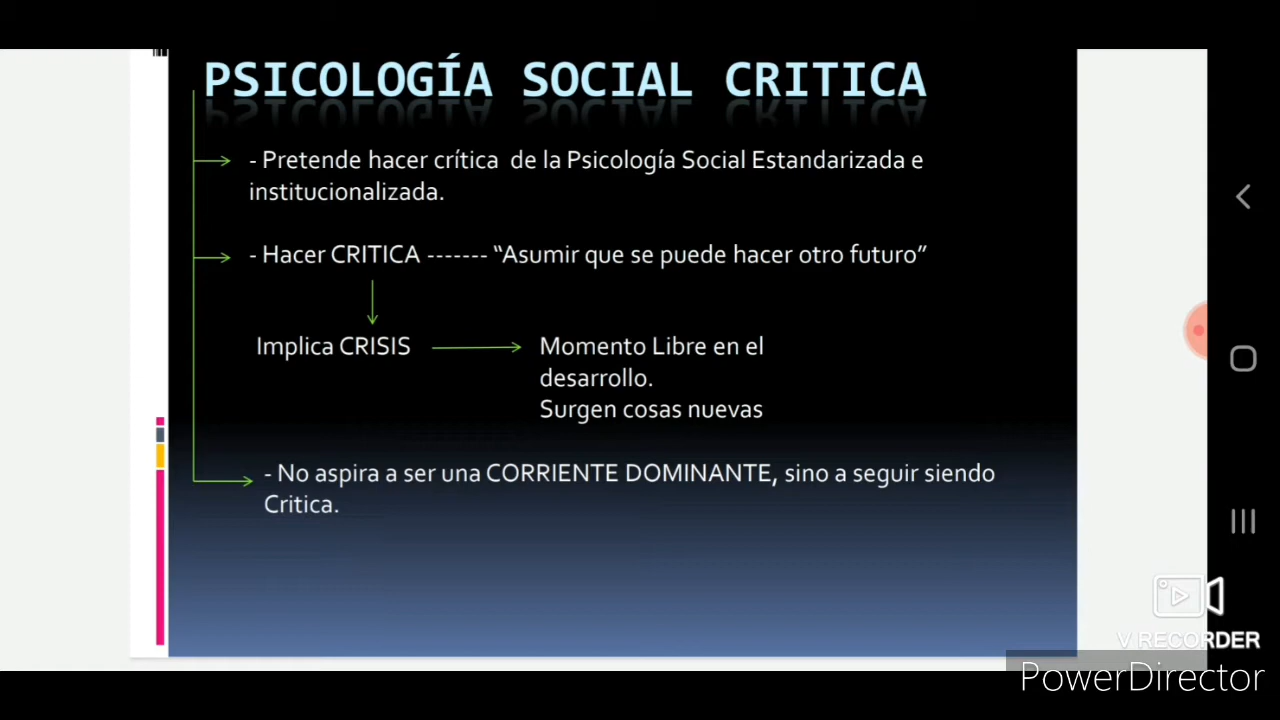 PSICOLOGÍA SOCIAL CRITICA
- Pretende hacer crítica de la Psicología Social Estandarizada e
institucionalizada.
- Hacer CRITICA ------- “Asumir que se puede hacer otro futuro”
Implica CRISIS
Momento Libre en el
desarrollo.
Surgen cosas nuevas
- No aspira a ser una CORRIENTE DOMINANTE, sino a seguir siendo
Critica.
V RECORDER
PowerDirector